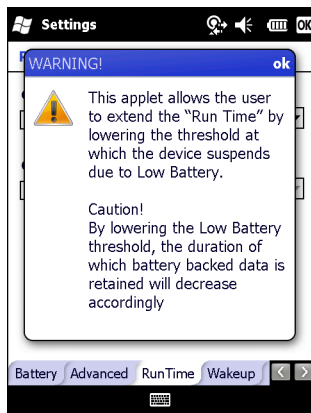 Settings
OK
WARNING!
ok
This applet allows the user
to extend the “Run Time” by
lowering the threshold at
which the device suspends
due to Low Battery.
Caution!
By lowering the Low Battery
threshold, the duration of
which battery backed data is
retained will decrease
accordingly
Battery Advanced RunTime Wakeup